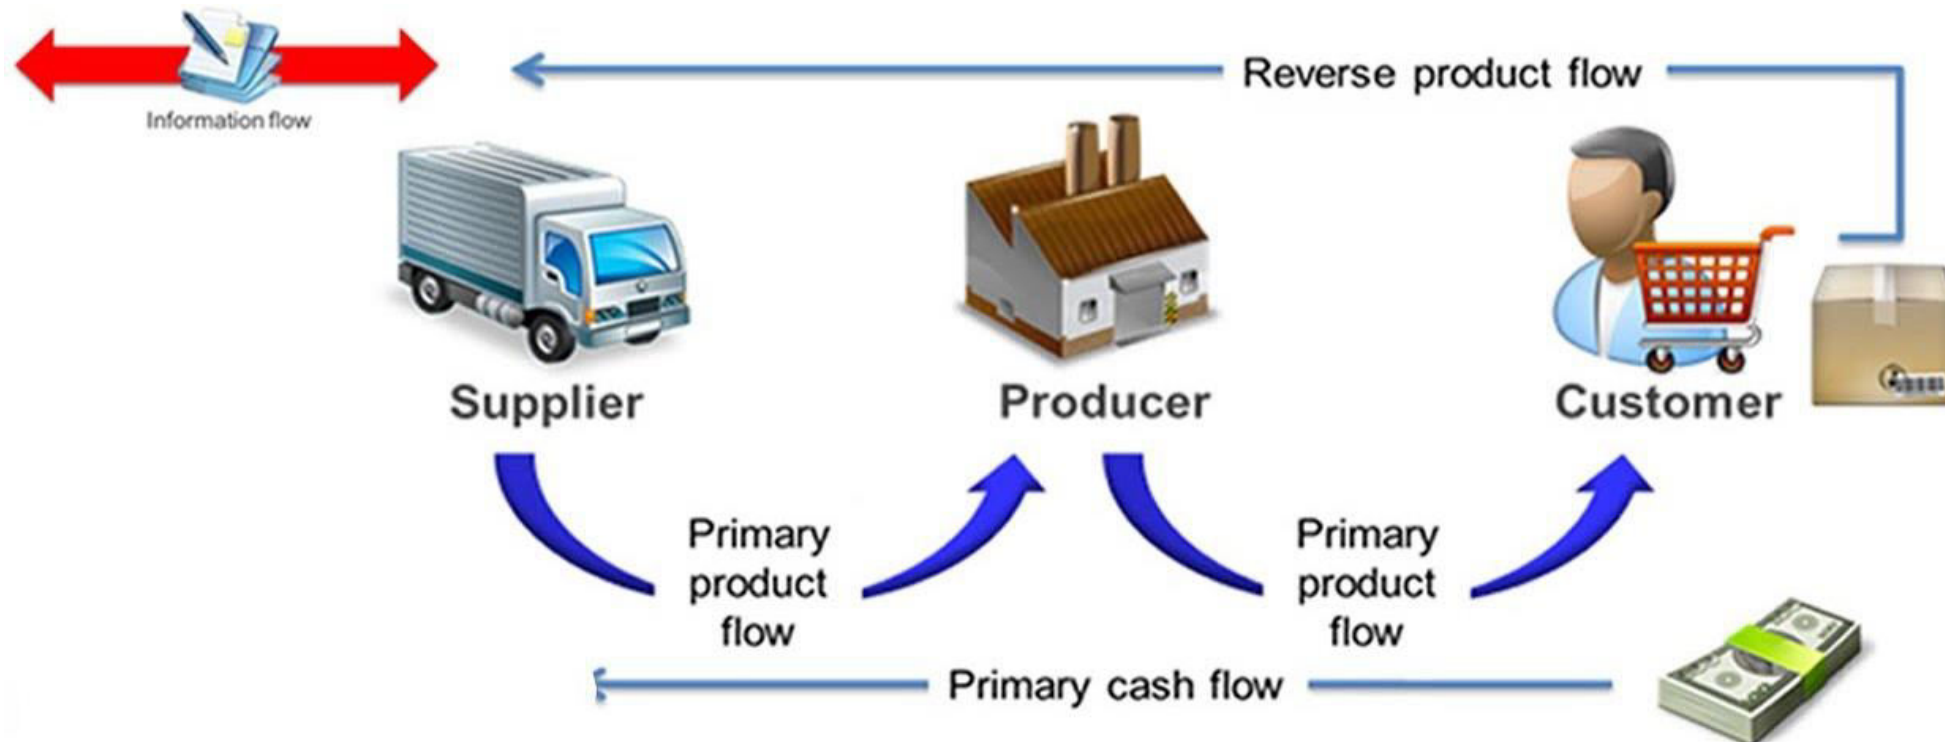 Information flow
Reverse product flow
Supplier
Producer
Customer
Primary
product
flow
Primary
product
flow
Primary cash flow